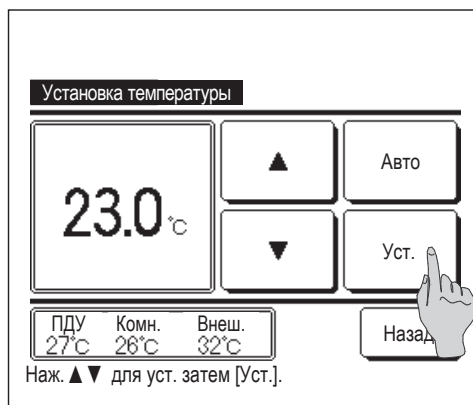 Установка температуры
23.0 °C
▲
Авто
▼
Уст.
ПДУ Комн. Внеш.
27°C 26°C 32°C
Назад
Наж. ▲ ▼ для уст. затем [Уст.].